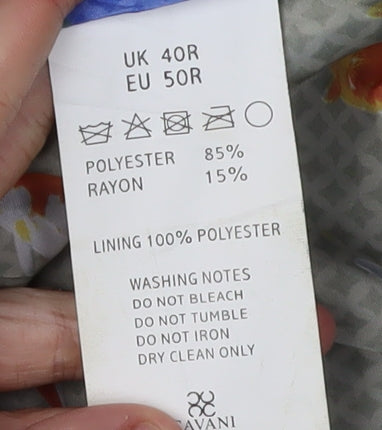 UK 40R
EU 50R
POLYESTER 85%
RAYON 15%
LINING 100% POLYESTER
WASHING NOTES
DO NOT BLEACH
DO NOT TUMBLE
DO NOT IRON
DRY CLEAN ONLY